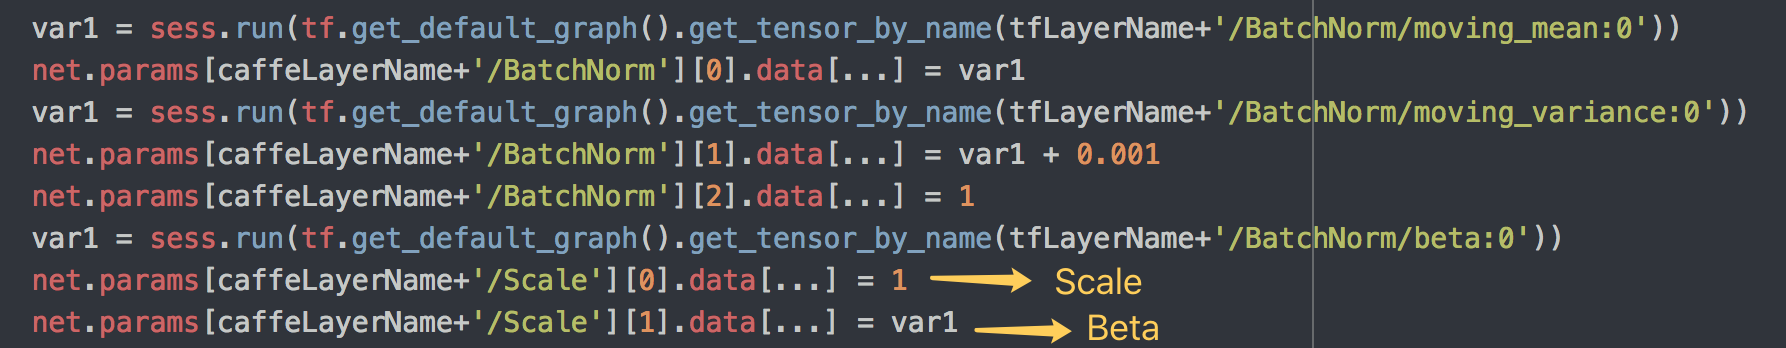 var1 = sess.run(tf.get_default_graph().get_tensor_by_name(tfLayerName+'/BatchNorm/moving_mean:0'))
net.params[caffeLayerName+'/BatchNorm'][0].data[...] = var1
var1 = sess.run(tf.get_default_graph().get_tensor_by_name(tfLayerName+'/BatchNorm/moving_variance:0'))
net.params[caffeLayerName+'/BatchNorm'][1].data[...] = var1 + 0.001
net.params[caffeLayerName+'/BatchNorm'][2].data[...] = 1
var1 = sess.run(tf.get_default_graph().get_tensor_by_name(tfLayerName+'/BatchNorm/beta:0'))
net.params[caffeLayerName+'/Scale'][0].data[...] = 1 Scale
net.params[caffeLayerName+'/Scale'][1].data[...] = var1 Beta